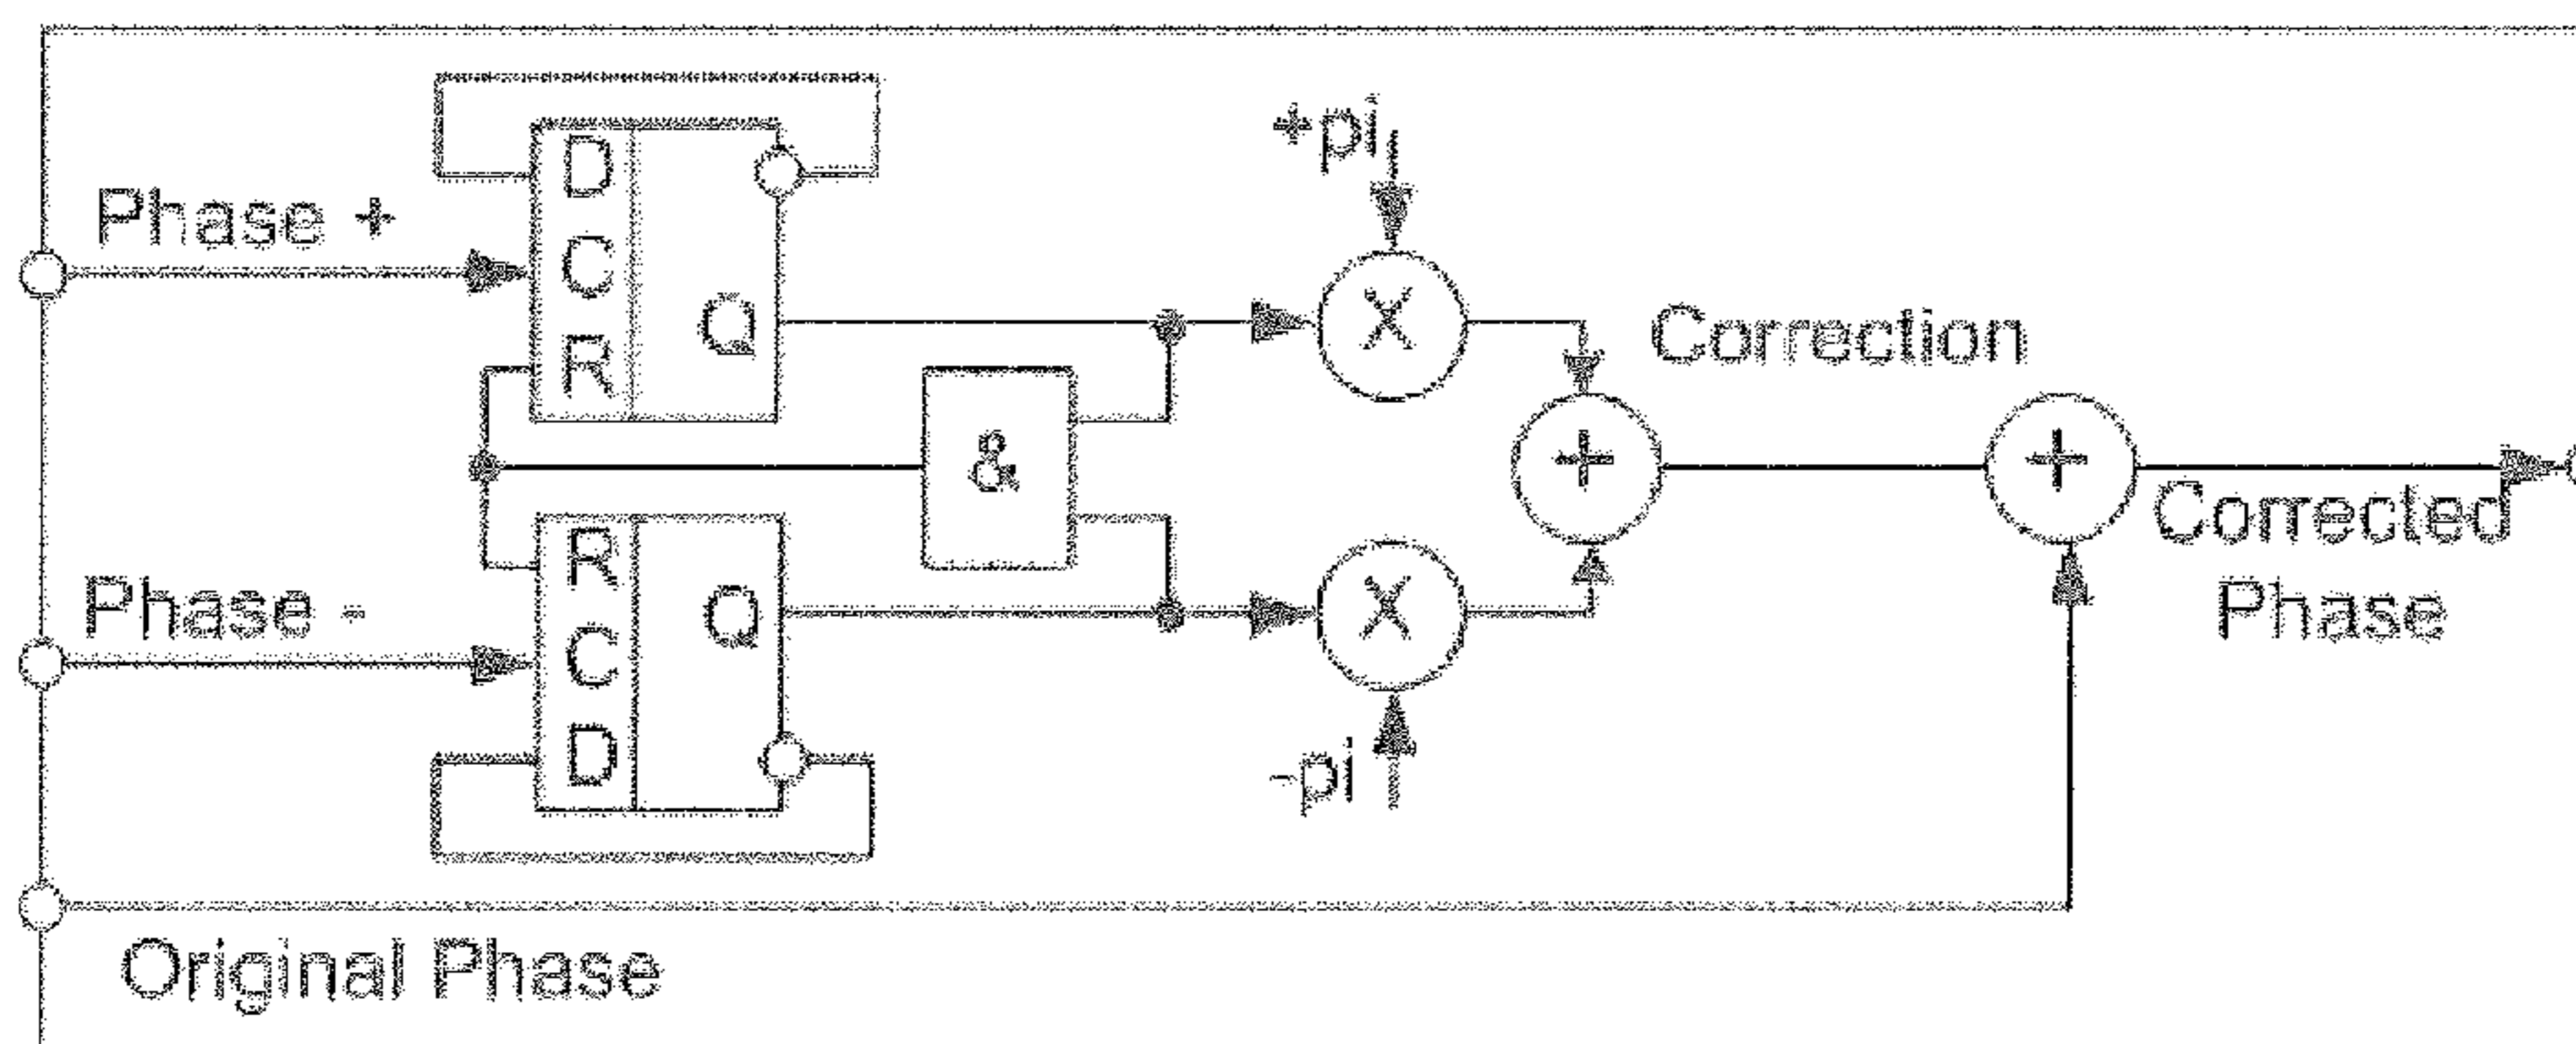 +pi
D
Phase +
C
Q
X
Correction
R
&
+
+
R
Corrected
Phase -
Q
X
Phase
C
D
-pi
Original Phase